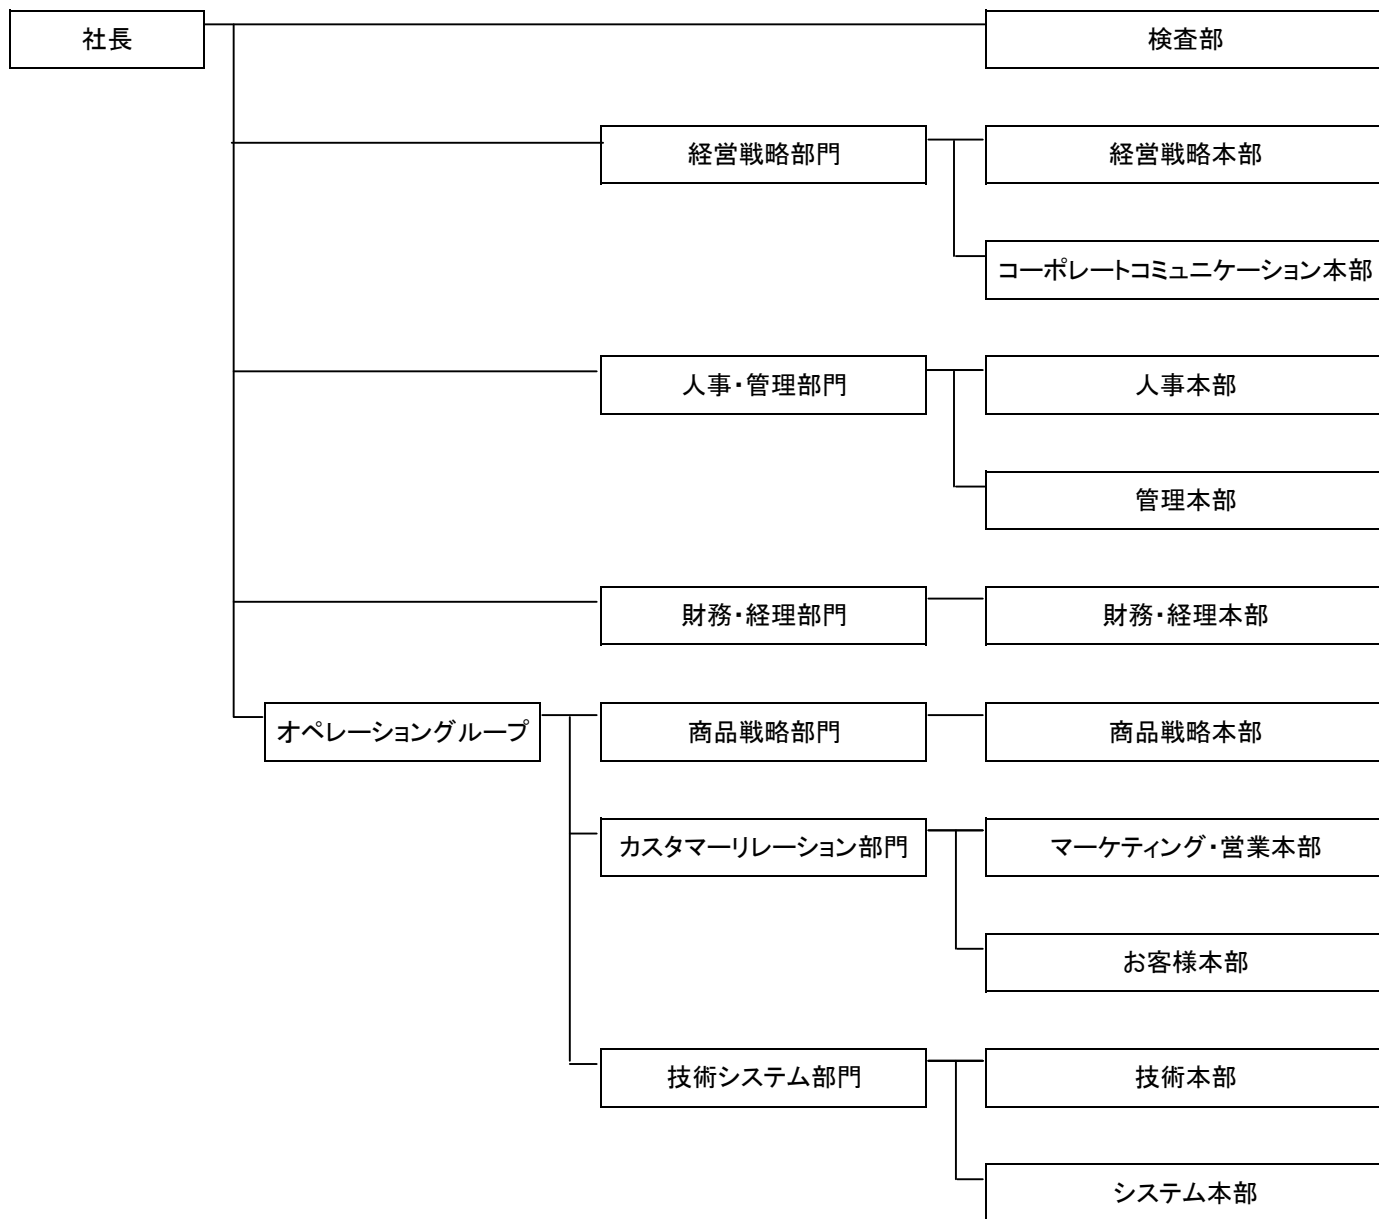 社長
検査部
経営戦略部門
経営戦略本部
コーポレートコミュニケーション本部
人事・管理部門
人事本部
管理本部
財務・経理部門
財務・経理本部
オペレーショングループ
商品戦略部門
商品戦略本部
カスタマーリレーション部門
マーケティング・営業本部
お客様本部
技術システム部門
技術本部
システム本部